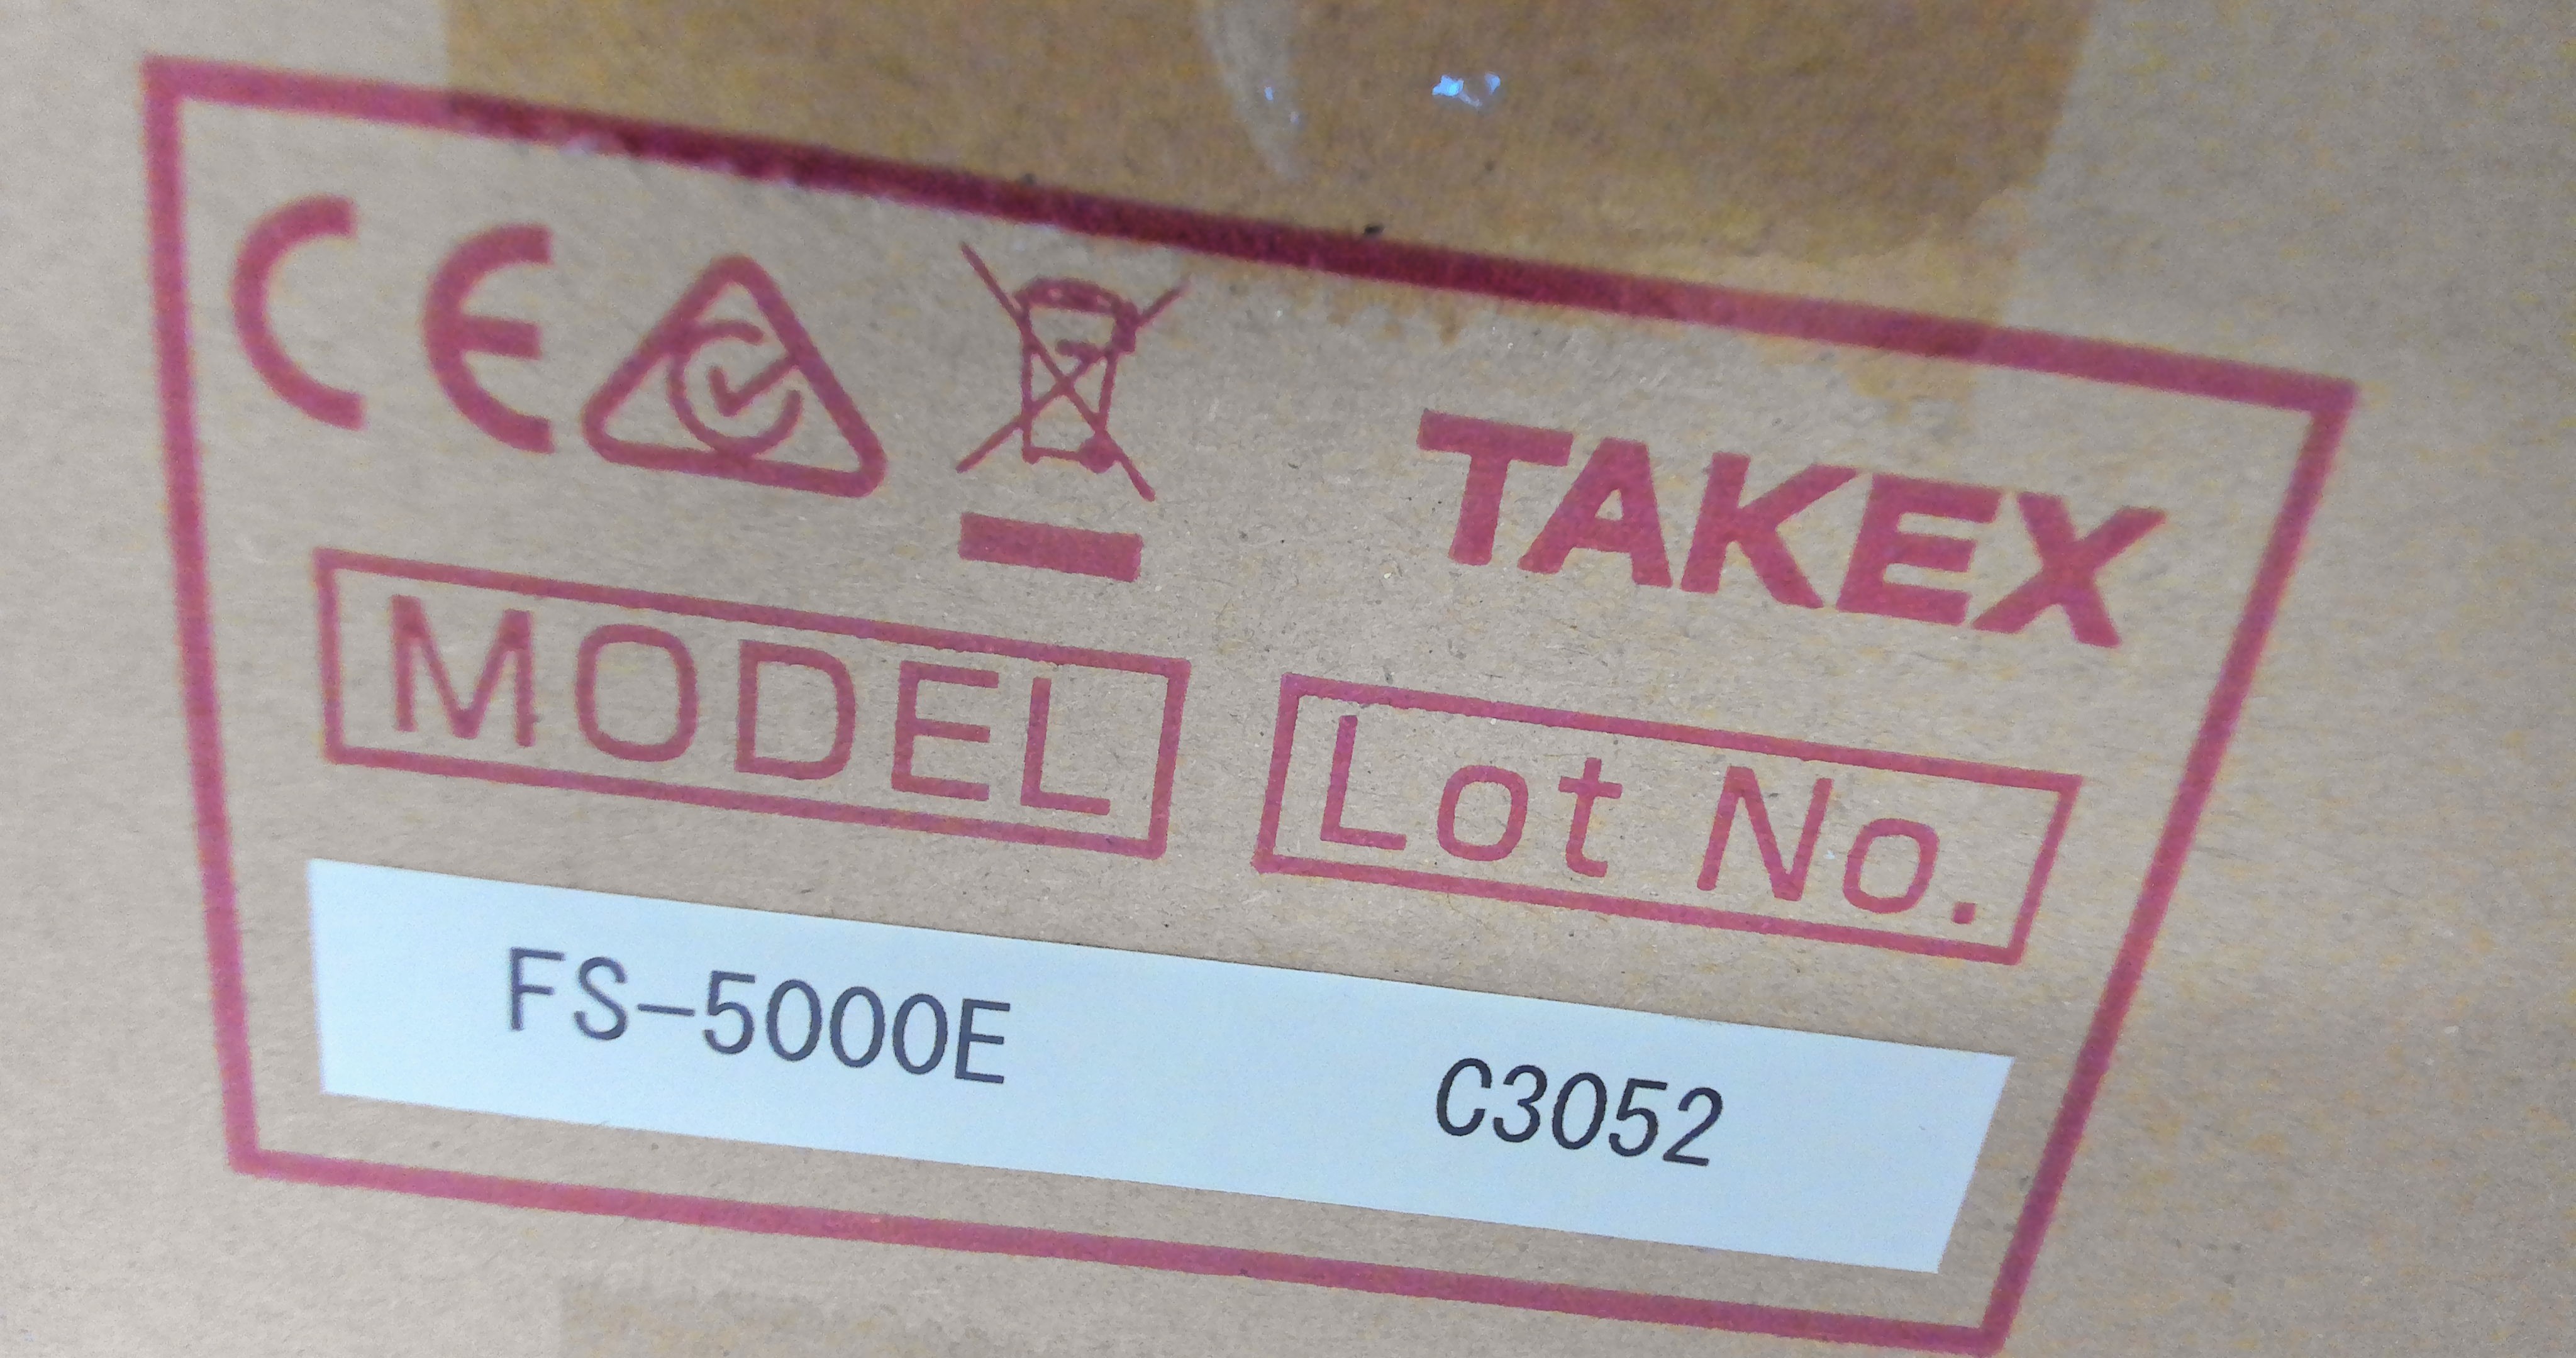 CE
TAKEX
MODEL Lot No.
FS-5000E C3052